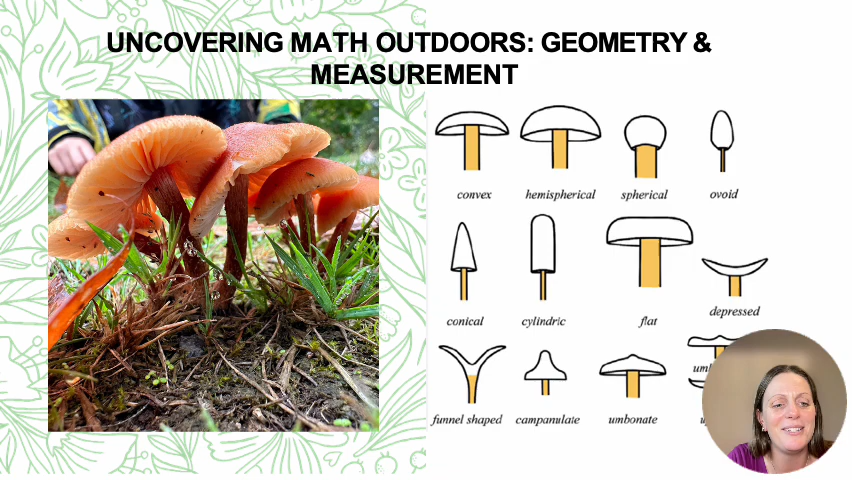 UNCOVERING MATH OUTDOORS: GEOMETRY &
MEASUREMENT
convex hemispherical spherical ovoid
conical cylindric flat depressed
funnel shaped campanulate umbonate